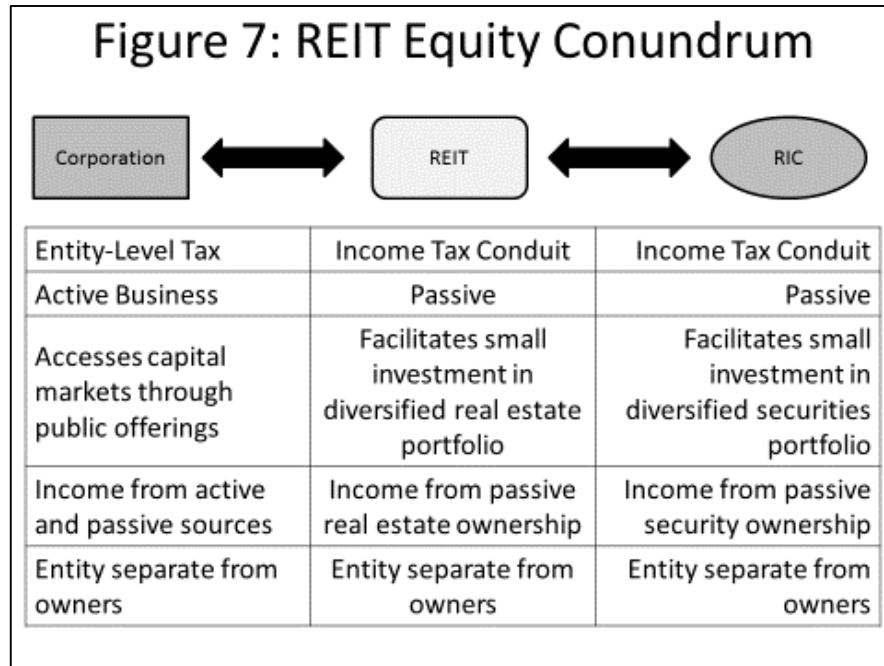 Figure 7: REIT Equity Conundrum
Corporation
REIT
RIC
Entity-Level Tax
Income Tax Conduit
Income Tax Conduit
Active Business
Passive
Passive
Accesses capital
markets through
public offerings
Facilitates small
investment in
diversified real estate
portfolio
Facilitates small
investment in
diversified securities
portfolio
Income from active
and passive sources
Income from passive
real estate ownership
Income from passive
security ownership
Entity separate from
owners
Entity separate from
owners
Entity separate from
owners